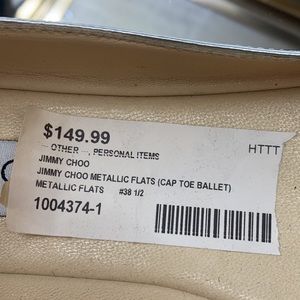 $149.99
-- OTHER --, PERSONAL ITEMS
HTTT
JIMMY CHOO
JIMMY CHOO METALLIC FLATS (CAP TOE BALLET)
METALLIC FLATS #38 1/2
1004374-1